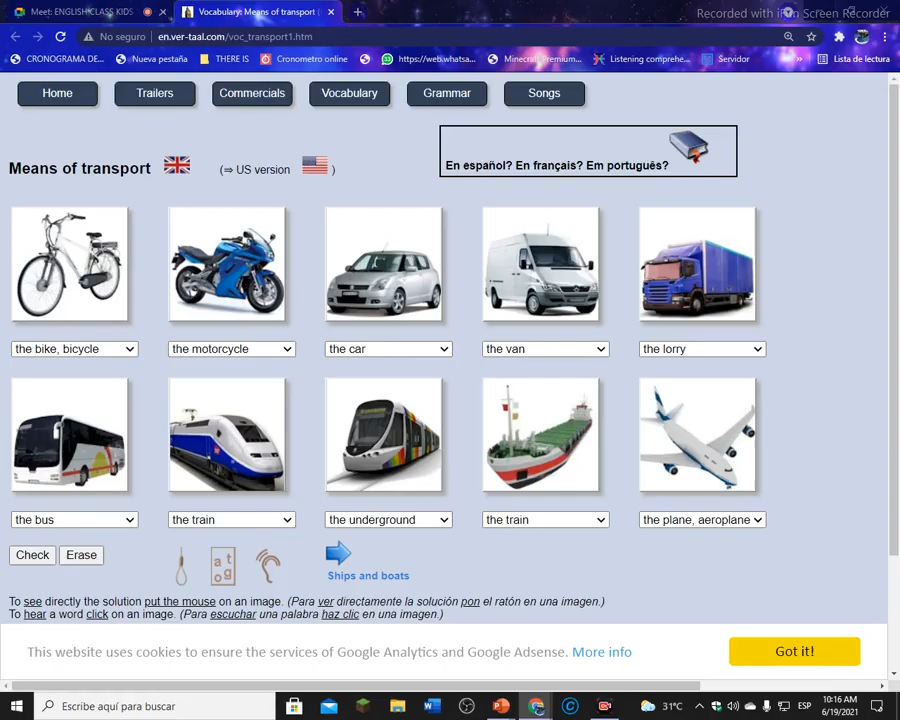 Meet: ENGLISH CLASS KIDS
Vocabulary: Means of transport (
Recorded with iFun Screen Recorder
No seguro
en.ver-taal.com/voc_transport1.htm
CRONOGRAMA DE...
Nueva pestaña
THERE IS
Cronometro online
https://web.whatsa...
Minecraft Premium...
Listening comprehe...
Servidor
»
Lista de lectura
Home
Trailers
Commercials
Vocabulary
Grammar
Songs
Means of transport
(⇒ US version )
En español? En français? Em português?
the bike, bicycle
the motorcycle
the car
the van
the lorry
the bus
the train
the underground
the train
the plane, aeroplane
Check
Erase
a t
o g
Ships and boats
To see directly the solution put the mouse on an image. (Para ver directamente la solución pon el ratón en una imagen.)
To hear a word click on an image. (Para escuchar una palabra haz clic en una imagen.)
This website uses cookies to ensure the services of Google Analytics and Google Adsense. More info
Got it!
Escribe aquí para buscar
31°C
ESP
10:16 AM
6/19/2021